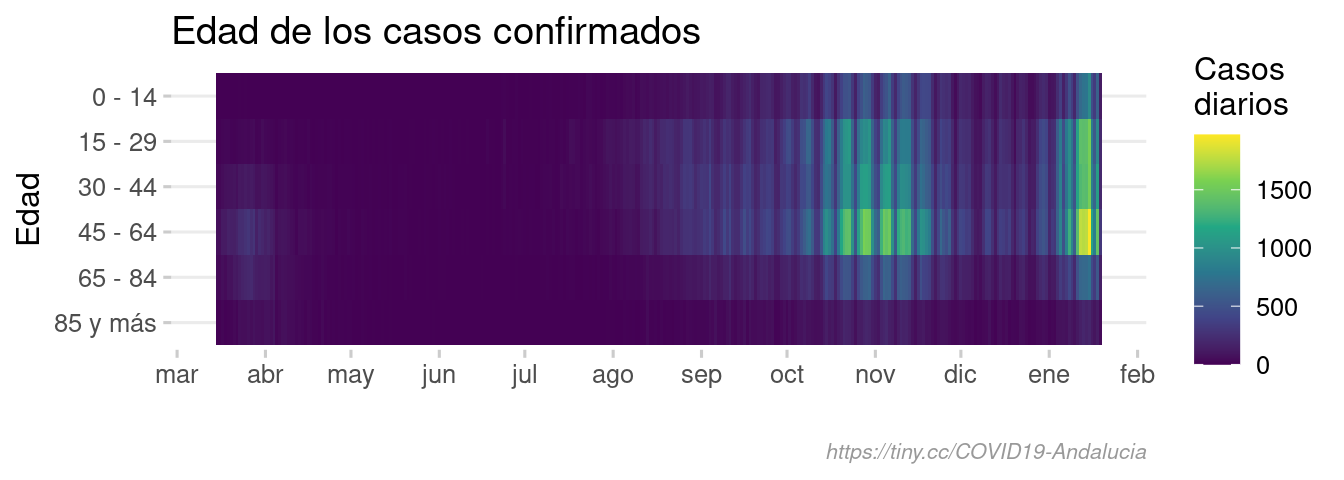 Edad de los casos confirmados
Edad
0 - 14
15 - 29
30 - 44
45 - 64
65 - 84
85 y más
mar abr may jun jul ago sep oct nov dic ene feb
Casos
diarios
1500
1000
500
0
https://tiny.cc/COVID19-Andalucia